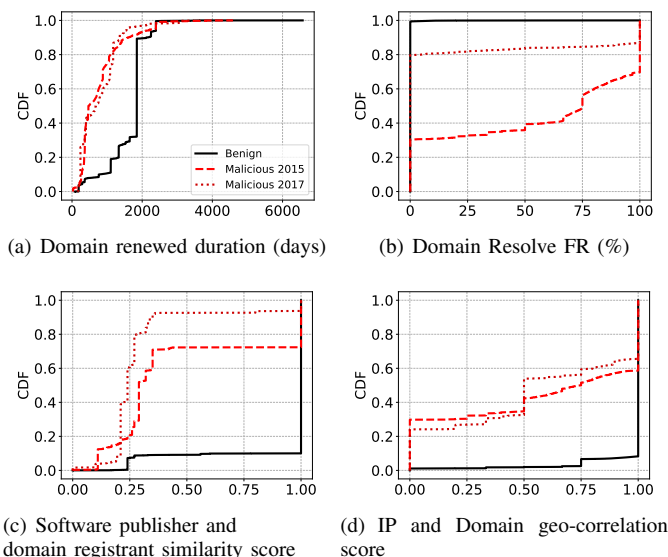 CDF
1.0
0.8
0.6
0.4
0.2
0.0
0 2000 4000 6000
Benign
Malicious 2015
Malicious 2017
(a) Domain renewed duration (days)
CDF
1.0
0.8
0.6
0.4
0.2
0.0
0 25 50 75 100
(b) Domain Resolve FR (%)
CDF
1.0
0.8
0.6
0.4
0.2
0.0
0.00 0.25 0.50 0.75 1.00
(c) Software publisher and
domain registrant similarity score
CDF
1.0
0.8
0.6
0.4
0.2
0.0
0.00 0.25 0.50 0.75 1.00
(d) IP and Domain geo-correlation
score